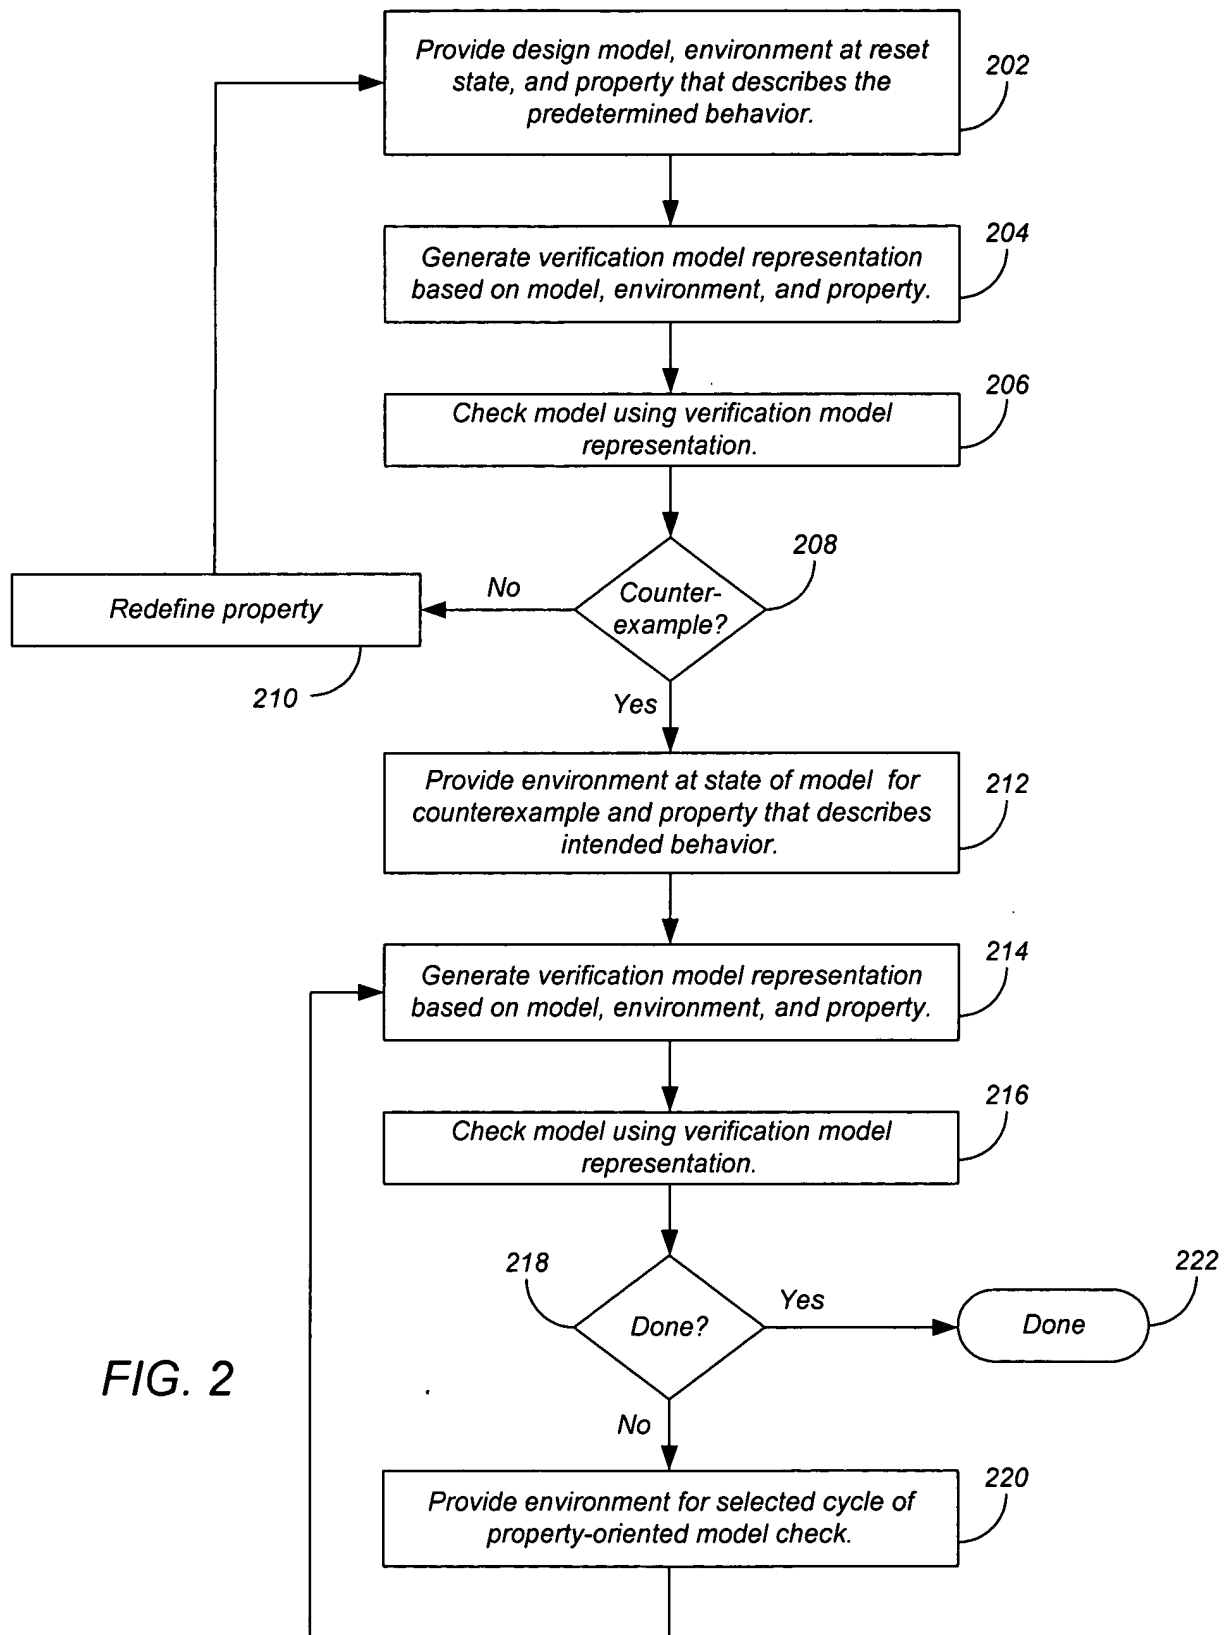 Provide design model, environment at reset
state, and property that describes the
predetermined behavior.
202
Generate verification model representation
based on model, environment, and property.
204
Check model using verification model
representation.
206
Counter-
example?
208
No
Redefine property
210
Yes
Provide environment at state of model for
counterexample and property that describes
intended behavior.
212
Generate verification model representation
based on model, environment, and property.
214
Check model using verification model
representation.
216
218
Done?
Yes
Done
222
FIG. 2
No
Provide environment for selected cycle of
property-oriented model check.
220